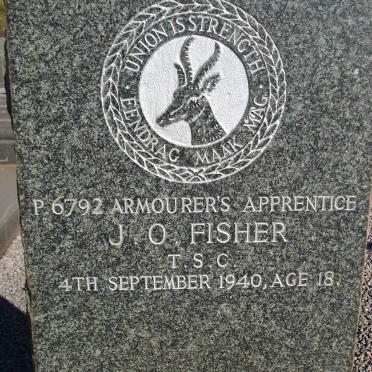 UNION IS STRENGTH
EENDRAG MAAK MAG.
P 6792 ARMOURER'S APPRENTICE
J. O. FISHER
T S C
4TH SEPTEMBER 1940, AGE 18.